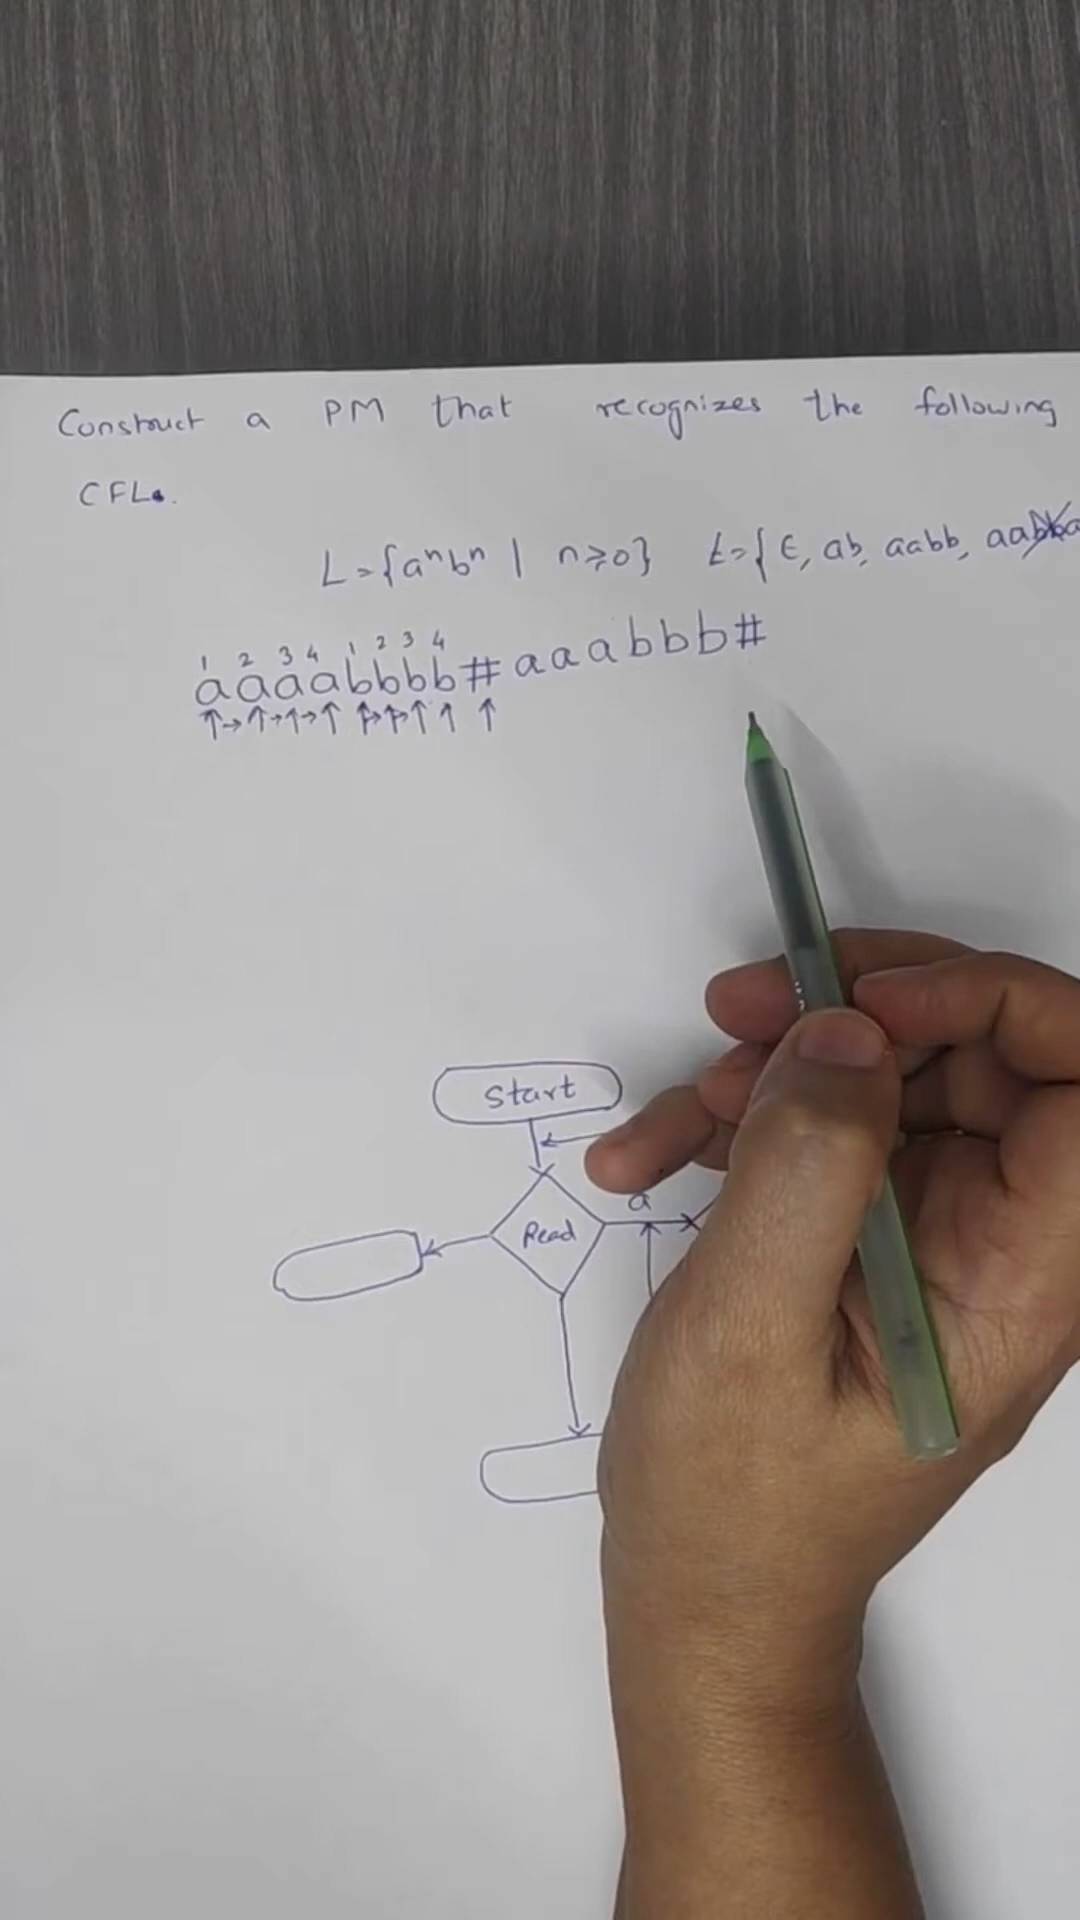 Construct a PM that recognizes the following
CFL.
L={aⁿbⁿ | n≥0} L={ε, ab, aabb,
1 2 3 4 1 2 3 4
aaaabbbb#aaabbb#
Start
a
Read